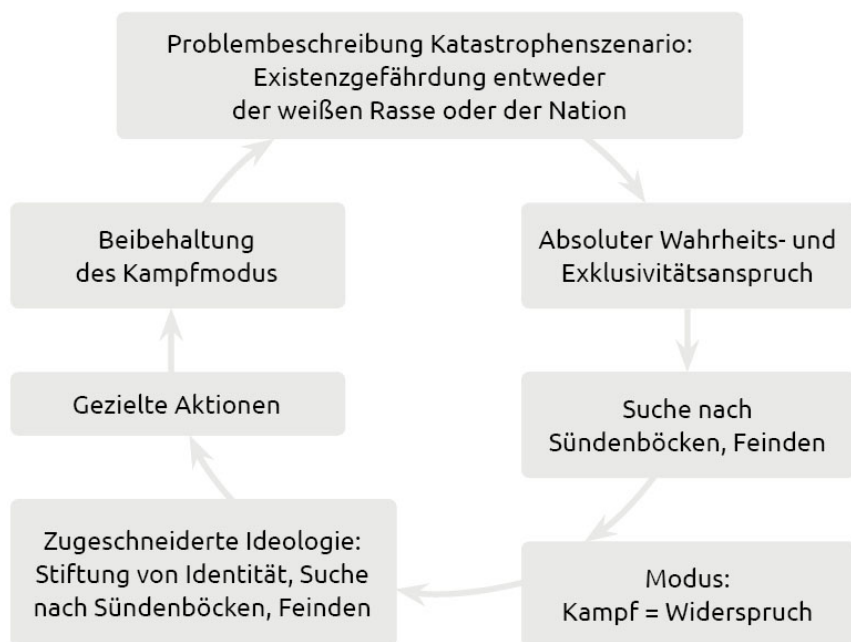 Problembeschreibung Katastrophenszenario:
Existenzgefährdung entweder
der weißen Rasse oder der Nation
Absoluter Wahrheits- und
Exklusivitätsanspruch
Suche nach
Sündenböcken, Feinden
Modus:
Kampf = Widerspruch
Zugeschneiderte Ideologie:
Stiftung von Identität, Suche
nach Sündenböcken, Feinden
Gezielte Aktionen
Beibehaltung
des Kampfmodus